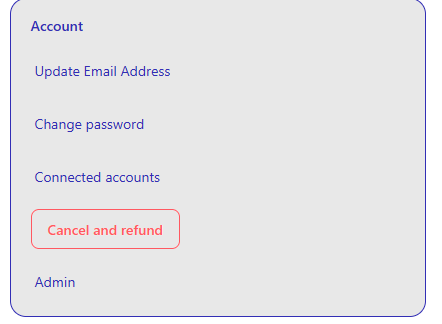 Account
Update Email Address
Change password
Connected accounts
Cancel and refund
Admin